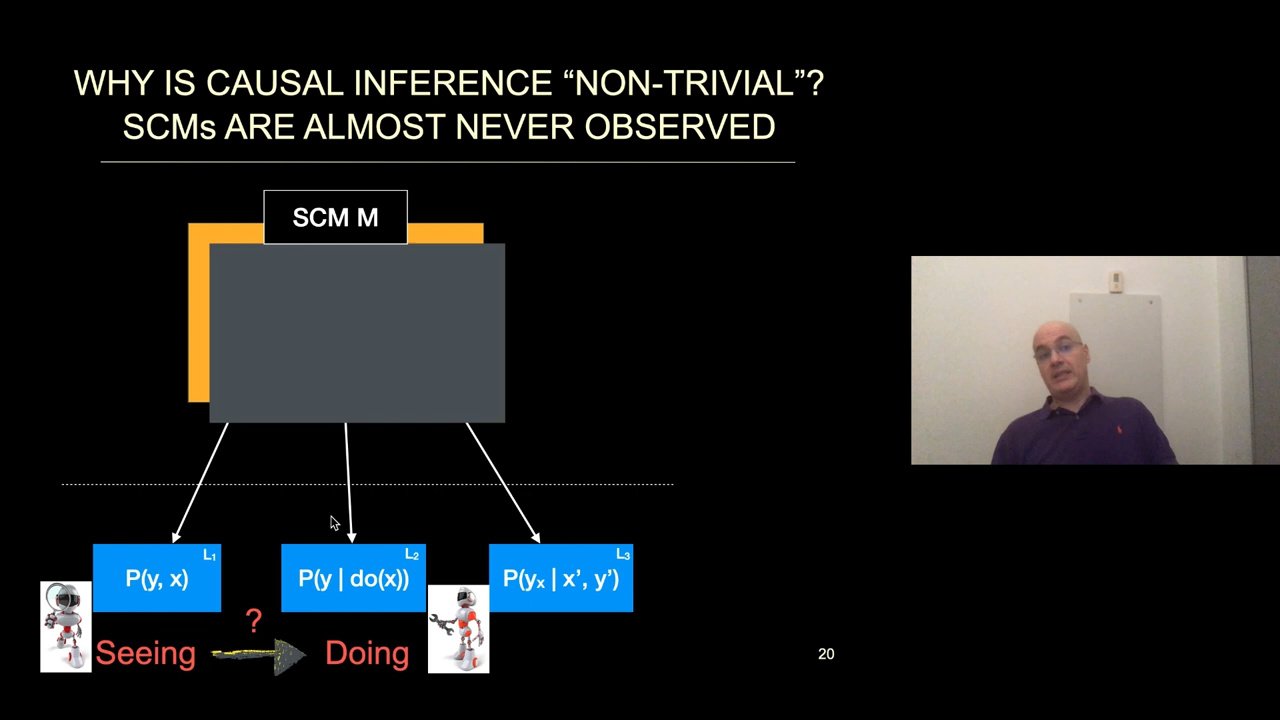 WHY IS CAUSAL INFERENCE “NON-TRIVIAL”?
SCMs ARE ALMOST NEVER OBSERVED
SCM M
L₁
P(y, x)
L₂
P(y | do(x))
L₃
P(yₓ | x’, y’)
?
Seeing
Doing
20